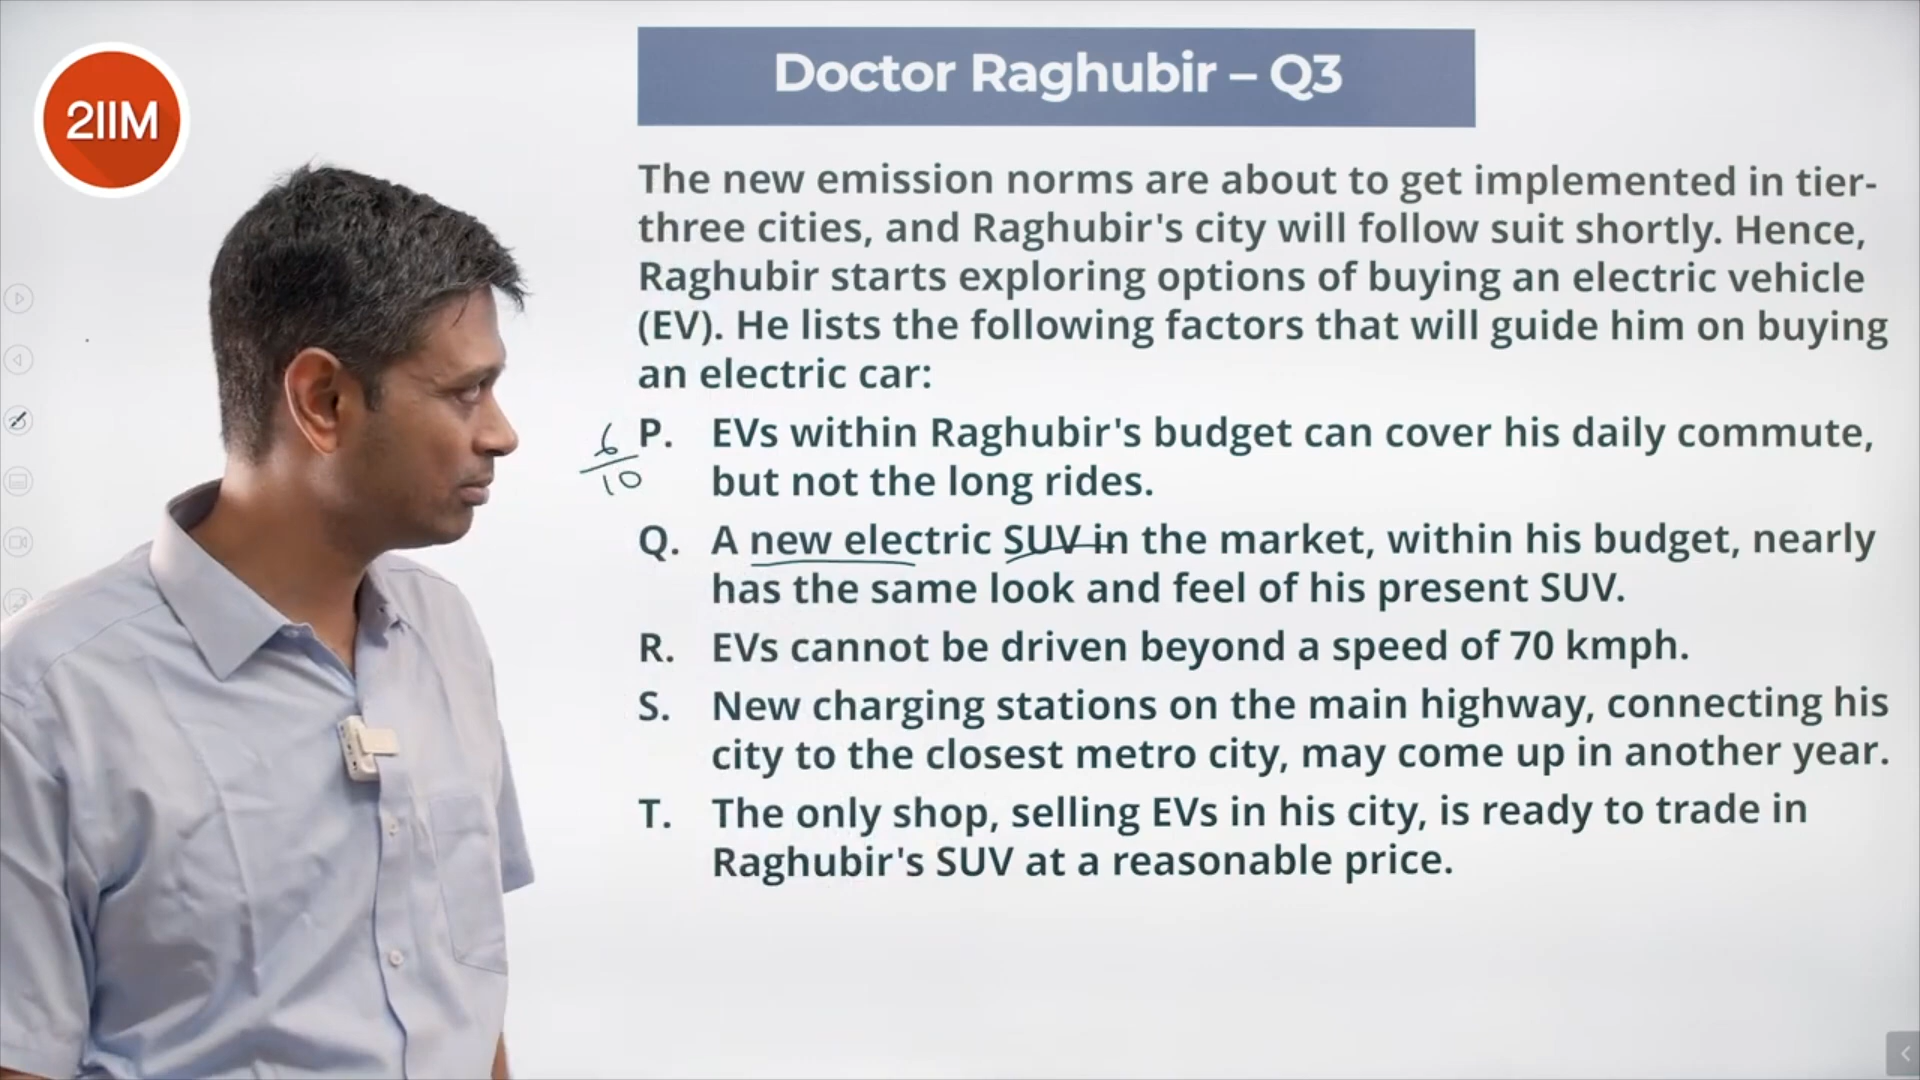 2IIM
Doctor Raghubir – Q3
The new emission norms are about to get implemented in tier-
three cities, and Raghubir's city will follow suit shortly. Hence,
Raghubir starts exploring options of buying an electric vehicle
(EV). He lists the following factors that will guide him on buying
an electric car:
6
10
P. EVs within Raghubir's budget can cover his daily commute,
but not the long rides.
Q. A new electric SUV in the market, within his budget, nearly
has the same look and feel of his present SUV.
R. EVs cannot be driven beyond a speed of 70 kmph.
S. New charging stations on the main highway, connecting his
city to the closest metro city, may come up in another year.
T. The only shop, selling EVs in his city, is ready to trade in
Raghubir's SUV at a reasonable price.